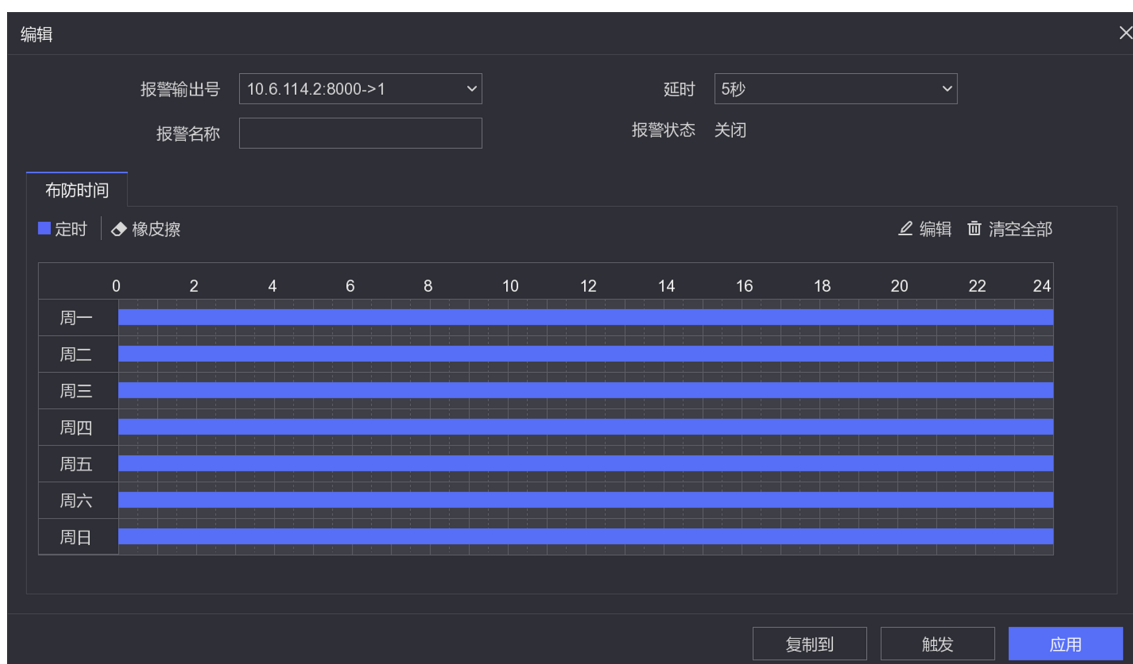 编辑
报警输出号 10.6.114.2:8000->1 延时 5秒
报警名称 报警状态 关闭
布防时间
定时 橡皮擦 编辑 清空全部
0 2 4 6 8 10 12 14 16 18 20 22 24
周一
周二
周三
周四
周五
周六
周日
复制到 触发 应用